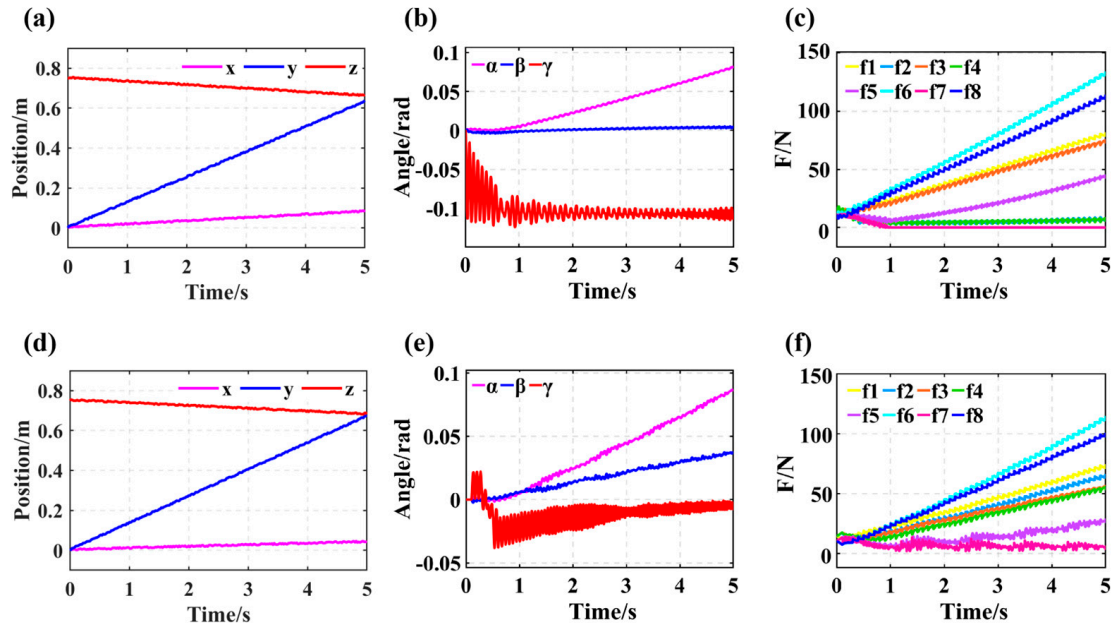 (a)
(b)
(c)
x y z
Position/m
0.8
0.6
0.4
0.2
0
0 1 2 3 4 5
Time/s
α β γ
Angle/rad
0.1
0.05
0
-0.05
-0.1
0 1 2 3 4 5
Time/s
f1 f2 f3 f4
f5 f6 f7 f8
F/N
150
100
50
0
0 1 2 3 4 5
Time/s
(d)
(e)
(f)
x y z
Position/m
0.8
0.6
0.4
0.2
0
0 1 2 3 4 5
Time/s
α β γ
Angle/rad
0.1
0.05
0
-0.05
0 1 2 3 4 5
Time/s
f1 f2 f3 f4
f5 f6 f7 f8
F/N
150
100
50
0
0 1 2 3 4 5
Time/s